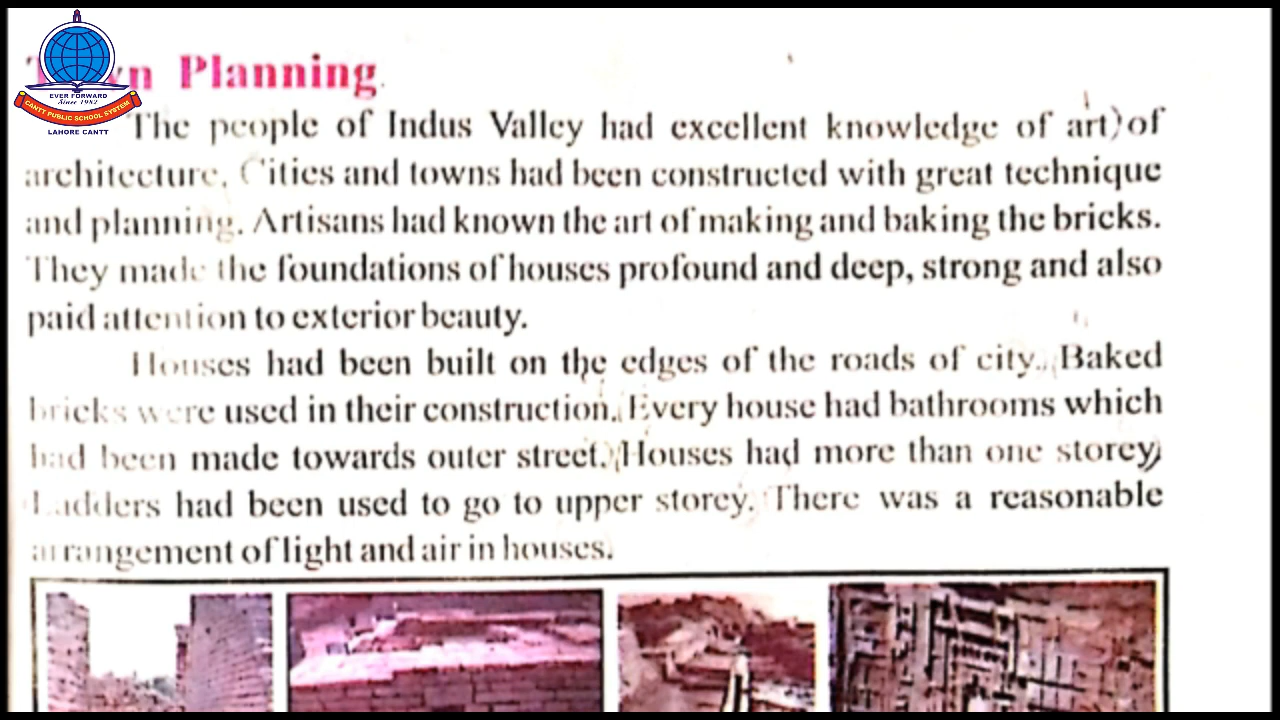 Town Planning
EVER FORWARD
Since 1982
CANTT PUBLIC SCHOOL SYSTEM
LAHORE CANTT
The people of Indus Valley had excellent knowledge of art) of
architecture. Cities and towns had been constructed with great technique
and planning. Artisans had known the art of making and baking the bricks.
They made the foundations of houses profound and deep, strong and also
paid attention to exterior beauty.
Houses had been built on the edges of the roads of city. Baked
bricks were used in their construction. Every house had bathrooms which
had been made towards outer street. Houses had more than one storey
Ladders had been used to go to upper storey. There was a reasonable
arrangement of light and air in houses.